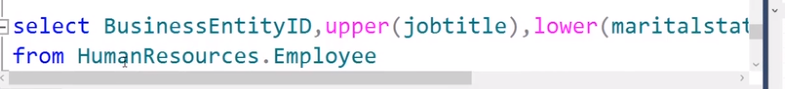 select BusinessEntityID,upper(jobtitle),lower(maritalstat
from HumanResources.Employee